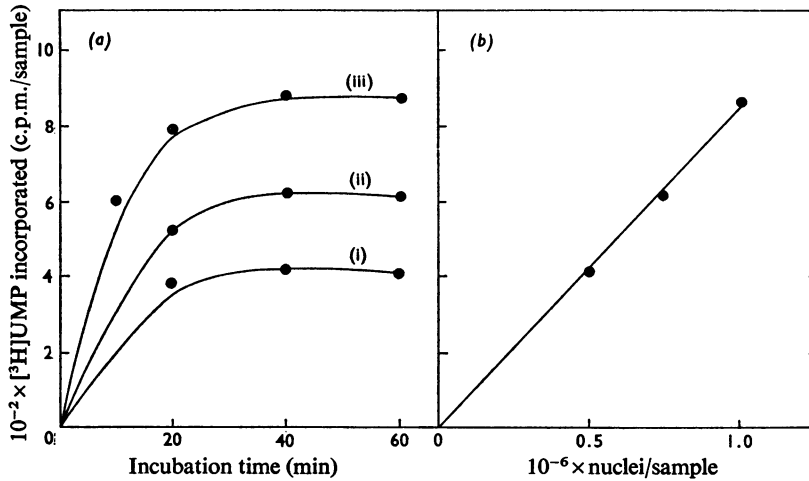 10⁻² × [³H]UMP incorporated (c.p.m./sample)
(a)
(b)
10
8
6
4
2
0
(iii)
(ii)
(i)
20
40
60
0
0.5
1.0
Incubation time (min)
10⁻⁶ × nuclei/sample